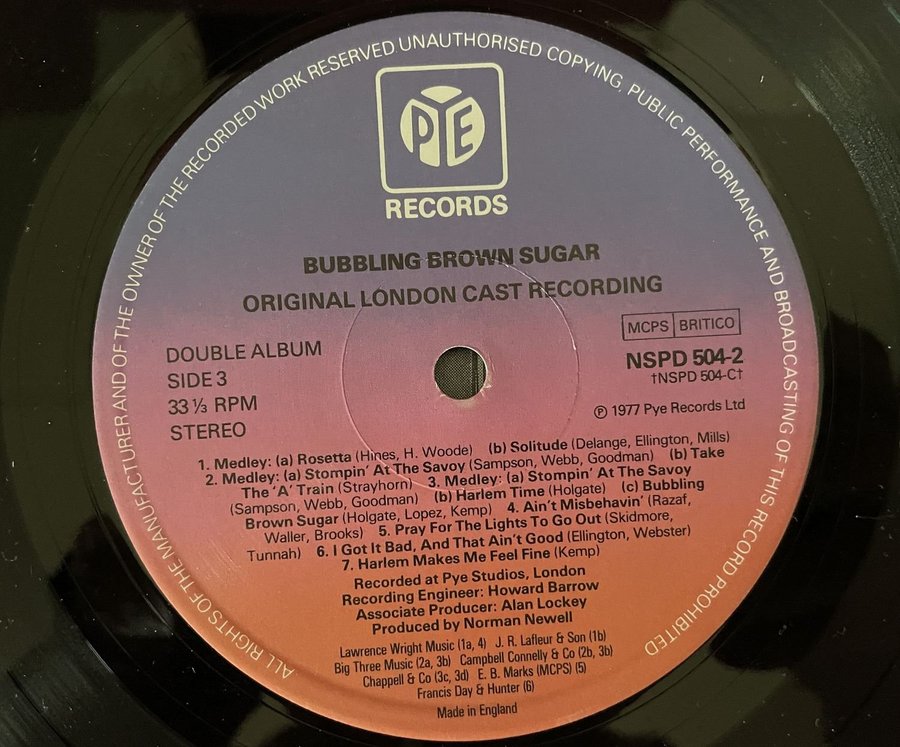 ALL RIGHTS OF THE MANUFACTURER AND OF THE OWNER OF THE RECORDED WORK RESERVED UNAUTHORISED COPYING, PUBLIC PERFORMANCE AND BROADCASTING OF THIS RECORD PROHIBITED
PYE
RECORDS
BUBBLING BROWN SUGAR
ORIGINAL LONDON CAST RECORDING
MCPS BRITICO
DOUBLE ALBUM
SIDE 3
33⅓ RPM
STEREO
NSPD 504-2
†NSPD 504-C†
℗ 1977 Pye Records Ltd
1. Medley: (a) Rosetta (Hines, H. Woode) (b) Solitude (Delange, Ellington, Mills)
2. Medley: (a) Stompin' At The Savoy (Sampson, Webb, Goodman) (b) Take
The 'A' Train (Strayhorn) 3. Medley: (a) Stompin' At The Savoy
(Sampson, Webb, Goodman) (b) Harlem Time (Holgate) (c) Bubbling
Brown Sugar (Holgate, Lopez, Kemp) 4. Ain't Misbehavin' (Razaf,
Waller, Brooks) 5. Pray For The Lights To Go Out (Skidmore,
Tunnah) 6. I Got It Bad, And That Ain't Good (Ellington, Webster)
7. Harlem Makes Me Feel Fine (Kemp)
Recorded at Pye Studios, London
Recording Engineer: Howard Barrow
Associate Producer: Alan Lockey
Produced by Norman Newell
Lawrence Wright Music (1a, 4) J. R. Lafleur & Son (1b)
Big Three Music (2a, 3b) Campbell Connelly & Co (2b, 3b)
Chappell & Co (3c, 3d) E. B. Marks (MCPS) (5)
Francis Day & Hunter (6)
Made in England